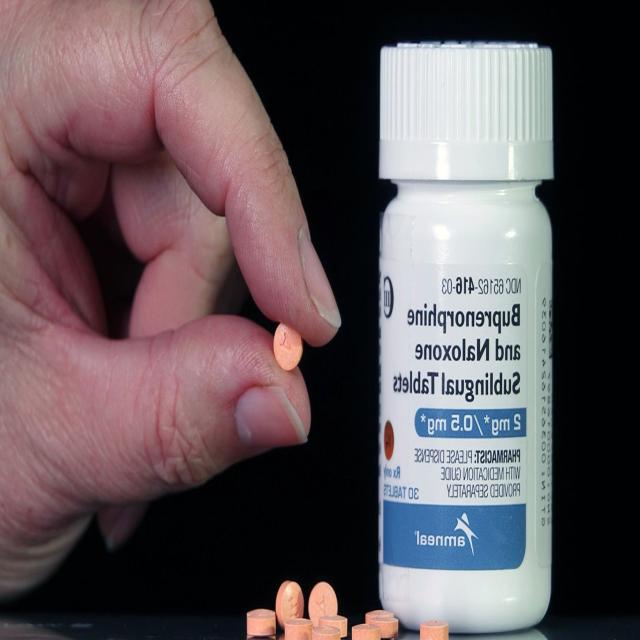 NDC 65162-416-03
Buprenorphine
and Naloxone
Sublingual Tablets
2 mg*/0.5 mg*
PHARMACIST: PLEASE DISPENSE
WITH MEDICATION GUIDE
PROVIDED SEPARATELY
Rx only
30 TABLETS
amneal